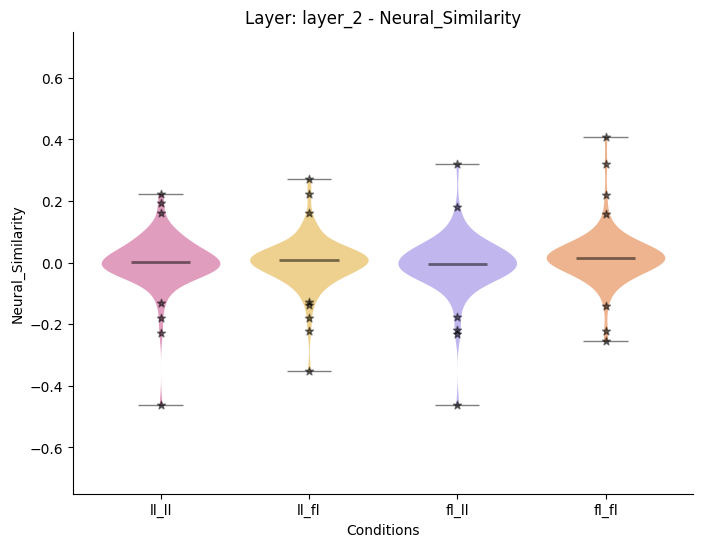 Layer: layer_2 - Neural_Similarity
Neural_Similarity
0.6
0.4
0.2
0.0
−0.2
−0.4
−0.6
ll_ll
ll_fl
fl_ll
fl_fl
Conditions